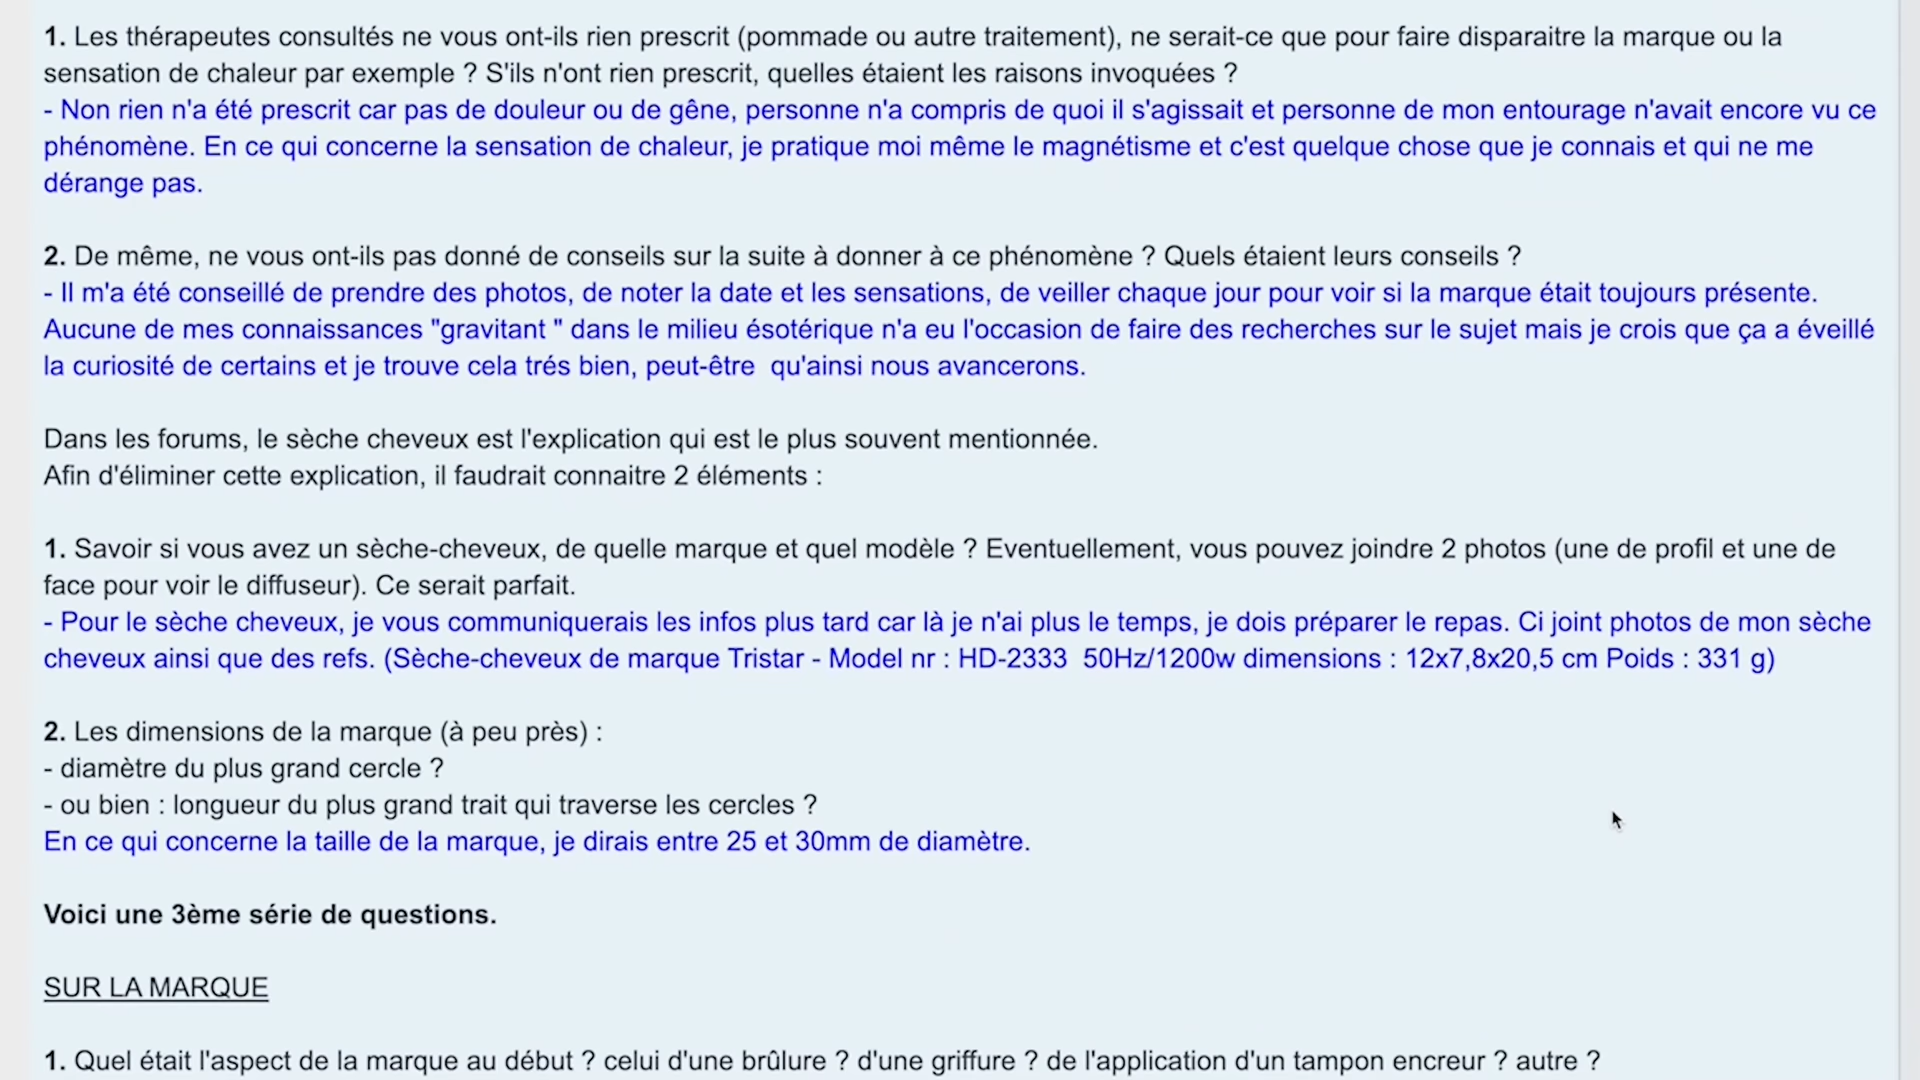 1. Les thérapeutes consultés ne vous ont-ils rien prescrit (pommade ou autre traitement), ne serait-ce que pour faire disparaitre la marque ou la
sensation de chaleur par exemple ? S'ils n'ont rien prescrit, quelles étaient les raisons invoquées ?
- Non rien n'a été prescrit car pas de douleur ou de gêne, personne n'a compris de quoi il s'agissait et personne de mon entourage n'avait encore vu ce
phénomène. En ce qui concerne la sensation de chaleur, je pratique moi même le magnétisme et c'est quelque chose que je connais et qui ne me
dérange pas.
2. De même, ne vous ont-ils pas donné de conseils sur la suite à donner à ce phénomène ? Quels étaient leurs conseils ?
- Il m'a été conseillé de prendre des photos, de noter la date et les sensations, de veiller chaque jour pour voir si la marque était toujours présente.
Aucune de mes connaissances "gravitant " dans le milieu ésotérique n'a eu l'occasion de faire des recherches sur le sujet mais je crois que ça a éveillé
la curiosité de certains et je trouve cela trés bien, peut-être  qu'ainsi nous avancerons.
Dans les forums, le sèche cheveux est l'explication qui est le plus souvent mentionnée.
Afin d'éliminer cette explication, il faudrait connaitre 2 éléments :
1. Savoir si vous avez un sèche-cheveux, de quelle marque et quel modèle ? Eventuellement, vous pouvez joindre 2 photos (une de profil et une de
face pour voir le diffuseur). Ce serait parfait.
- Pour le sèche cheveux, je vous communiquerais les infos plus tard car là je n'ai plus le temps, je dois préparer le repas. Ci joint photos de mon sèche
cheveux ainsi que des refs. (Sèche-cheveux de marque Tristar - Model nr : HD-2333  50Hz/1200w dimensions : 12x7,8x20,5 cm Poids : 331 g)
2. Les dimensions de la marque (à peu près) :
- diamètre du plus grand cercle ?
- ou bien : longueur du plus grand trait qui traverse les cercles ?
En ce qui concerne la taille de la marque, je dirais entre 25 et 30mm de diamètre.
Voici une 3ème série de questions.
SUR LA MARQUE
1. Quel était l'aspect de la marque au début ? celui d'une brûlure ? d'une griffure ? de l'application d'un tampon encreur ? autre ?